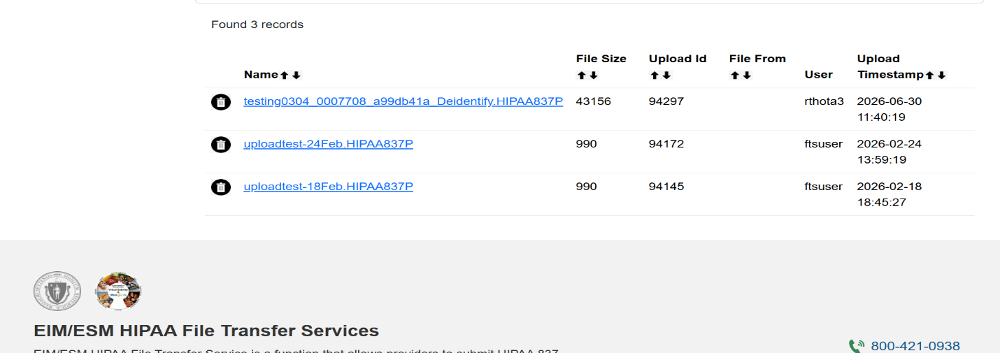 Found 3 records
Name File Size Upload Id File From User Upload Timestamp
testing0304_0007708_a99db41a_Deidentify.HIPAA837P 43156 94297 rthota3 2026-06-30 11:40:19
uploadtest-24Feb.HIPAA837P 990 94172 ftsuser 2026-02-24 13:59:19
uploadtest-18Feb.HIPAA837P 990 94145 ftsuser 2026-02-18 18:45:27
EIM/ESM HIPAA File Transfer Services
EIM/ESM HIPAA File Transfer Service is a function that allows providers to submit HIPAA 837
800-421-0938